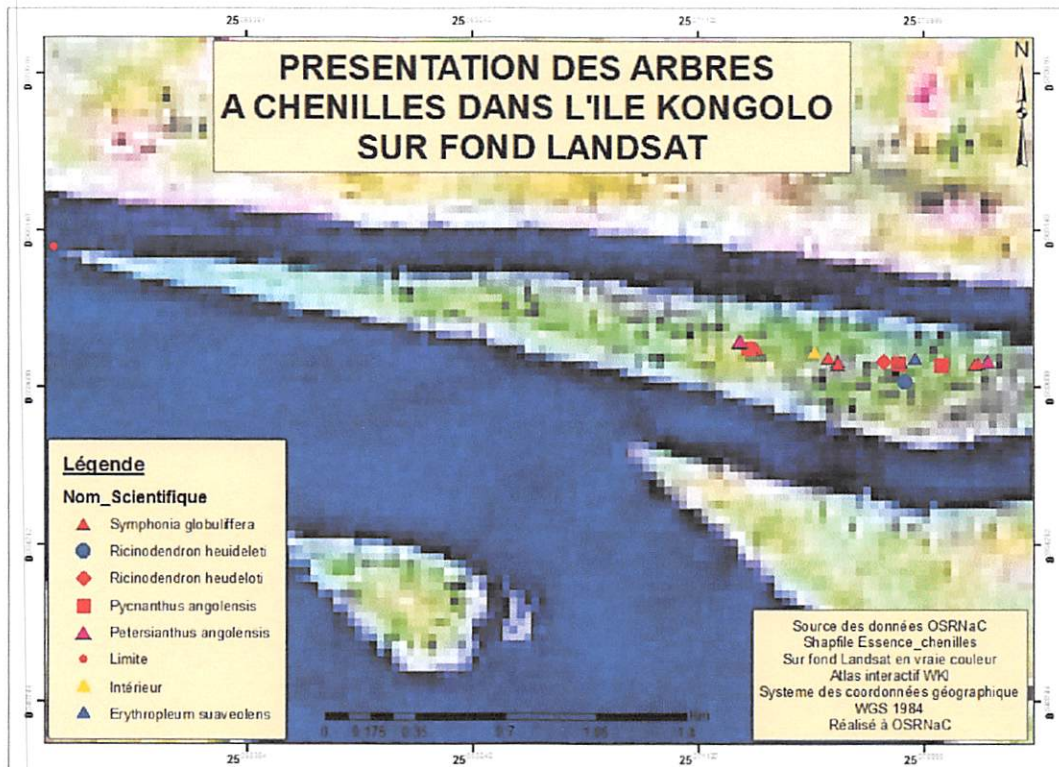 25 25 25 25
PRESENTATION DES ARBRES
A CHENILLES DANS L'ILE KONGOLO
SUR FOND LANDSAT
N
Légende
Nom_Scientifique
Symphonia globuliffera
Ricinodendron heuideleti
Ricinodendron heudeloti
Pycnanthus angolensis
Petersianthus angolensis
Limite
Intérieur
Erythropleum suaveolens
Source des données OSRNaC
Shapfile Essence_chenilles
Sur fond Landsat en vraie couleur
Atlas interactif WKI
Systeme des coordonnées géographique
WGS 1984
Réalisé à OSRNaC
0 0.175 0.35 0.7 1.05 1.4
25 25 25 25